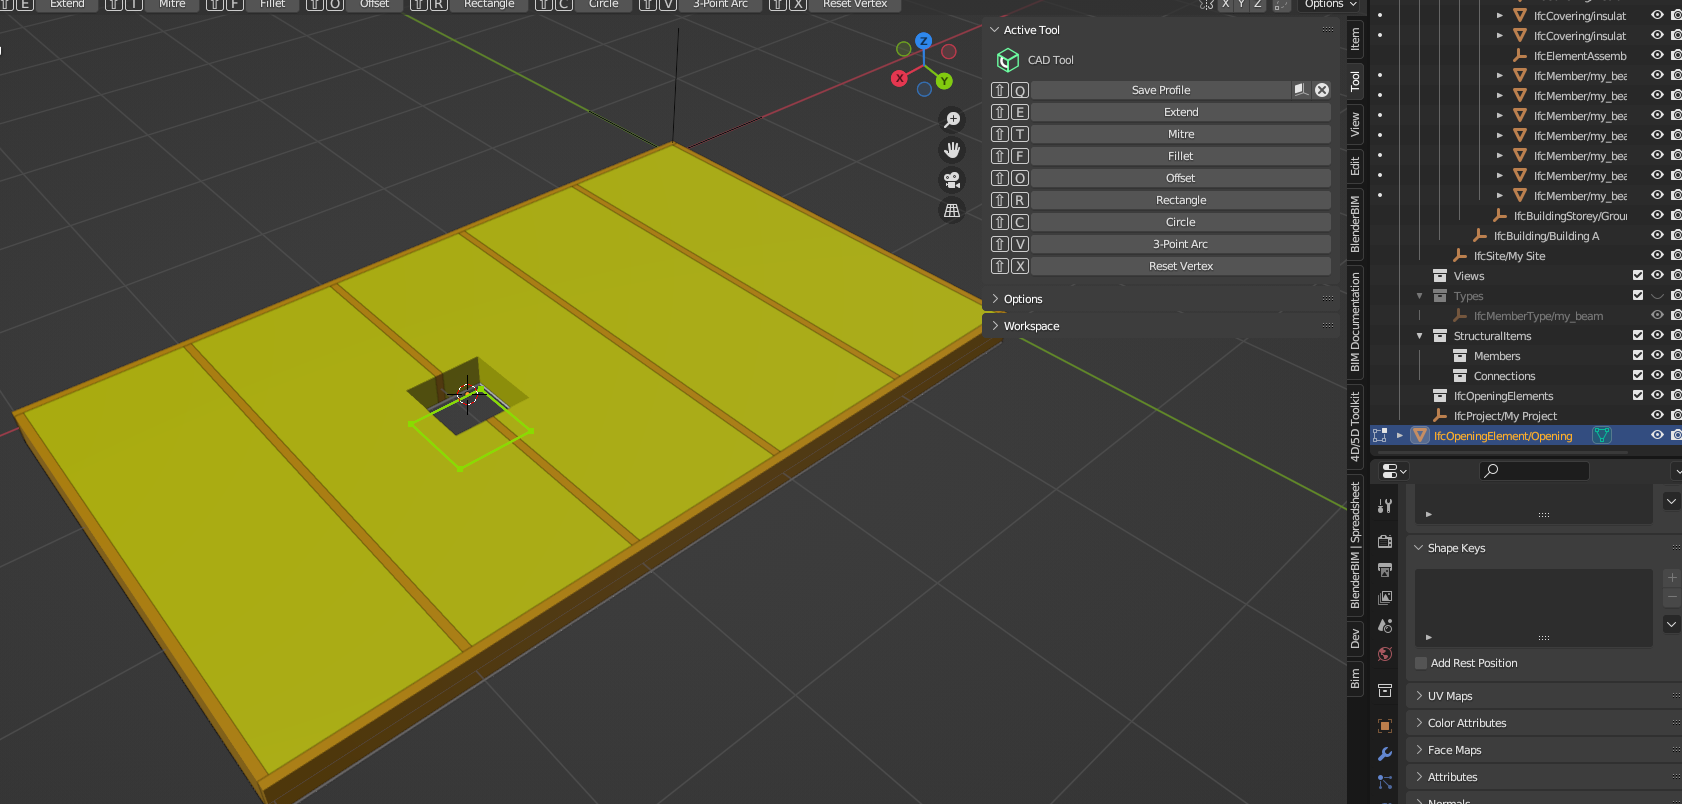 E Extend T Mitre F Fillet O Offset R Rectangle C Circle V 3-Point Arc X Reset Vertex
X Y Z Options
Z
X
Y
Active Tool
CAD Tool
Q Save Profile
E Extend
T Mitre
F Fillet
O Offset
R Rectangle
C Circle
V 3-Point Arc
X Reset Vertex
Options
Workspace
Item
Tool
View
Edit
BlenderBIM
BIM Documentation
4D/5D Toolkit
BlenderBIM | Spreadsheet
Dev
Bim
IfcCovering/insulat
IfcCovering/insulat
IfcElementAssemb
IfcMember/my_bea
IfcMember/my_bea
IfcMember/my_bea
IfcMember/my_bea
IfcMember/my_bea
IfcMember/my_bea
IfcMember/my_bea
IfcBuildingStorey/Grour
IfcBuilding/Building A
IfcSite/My Site
Views
Types
IfcMemberType/my_beam
StructuralItems
Members
Connections
IfcOpeningElements
IfcProject/My Project
IfcOpeningElement/Opening
Shape Keys
Add Rest Position
UV Maps
Color Attributes
Face Maps
Attributes
Normals